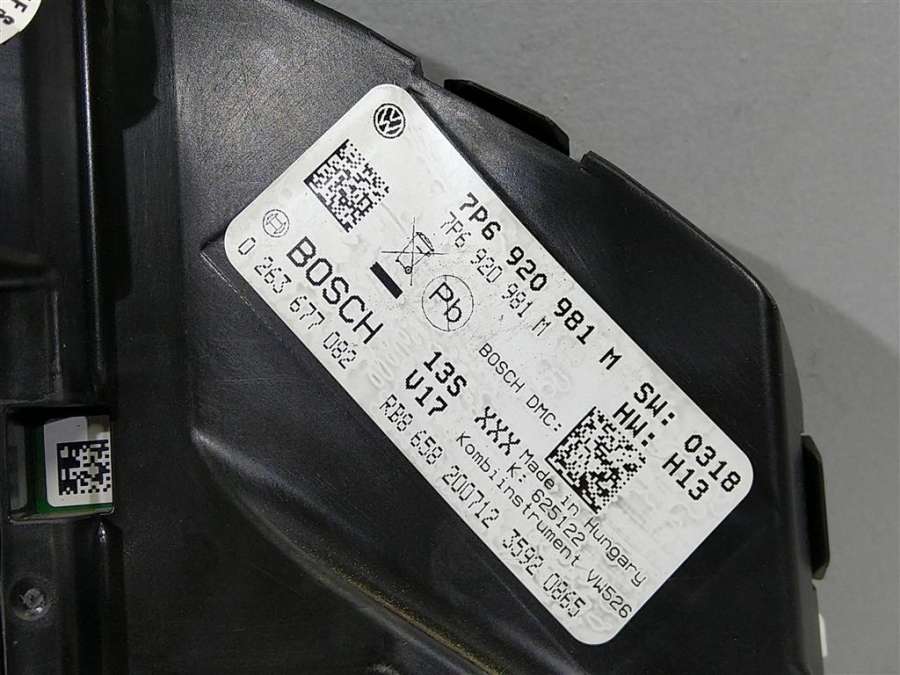 7P6 920 981 M SW: 0318
7P6 920 981 M HW: H13
Pb
BOSCH DMC:
BOSCH
0 263 677 082
13S XXX
V17
Made in Hungary
K: 625122
Kombiinstrument VW526
RB8 658 200712 3592 0865